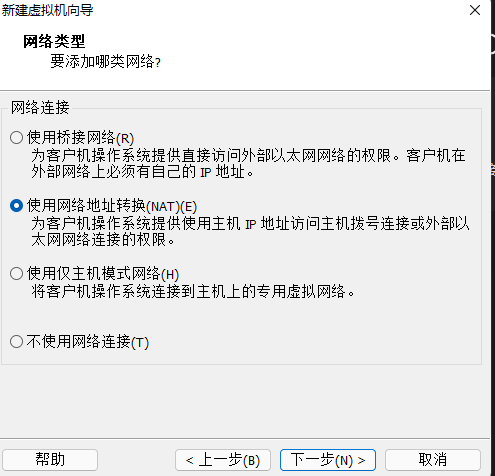 新建虚拟机向导
网络类型
要添加哪类网络?
网络连接
使用桥接网络(R)
为客户机操作系统提供直接访问外部以太网网络的权限。客户机在
外部网络上必须有自己的 IP 地址。
使用网络地址转换(NAT)(E)
为客户机操作系统提供使用主机 IP 地址访问主机拨号连接或外部以
太网网络连接的权限。
使用仅主机模式网络(H)
将客户机操作系统连接到主机上的专用虚拟网络。
不使用网络连接(T)
帮助
< 上一步(B)
下一步(N) >
取消